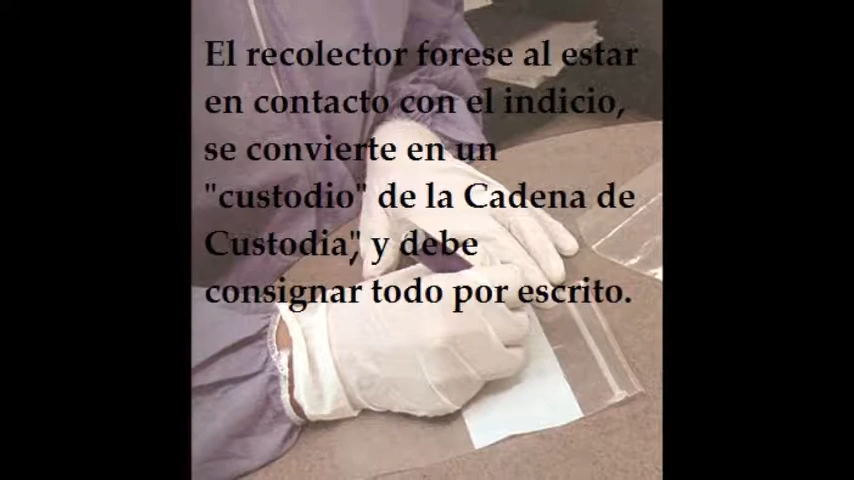 El recolector forese al estar
en contacto con el indicio,
se convierte en un
"custodio" de la Cadena de
Custodia", y debe
consignar todo por escrito.